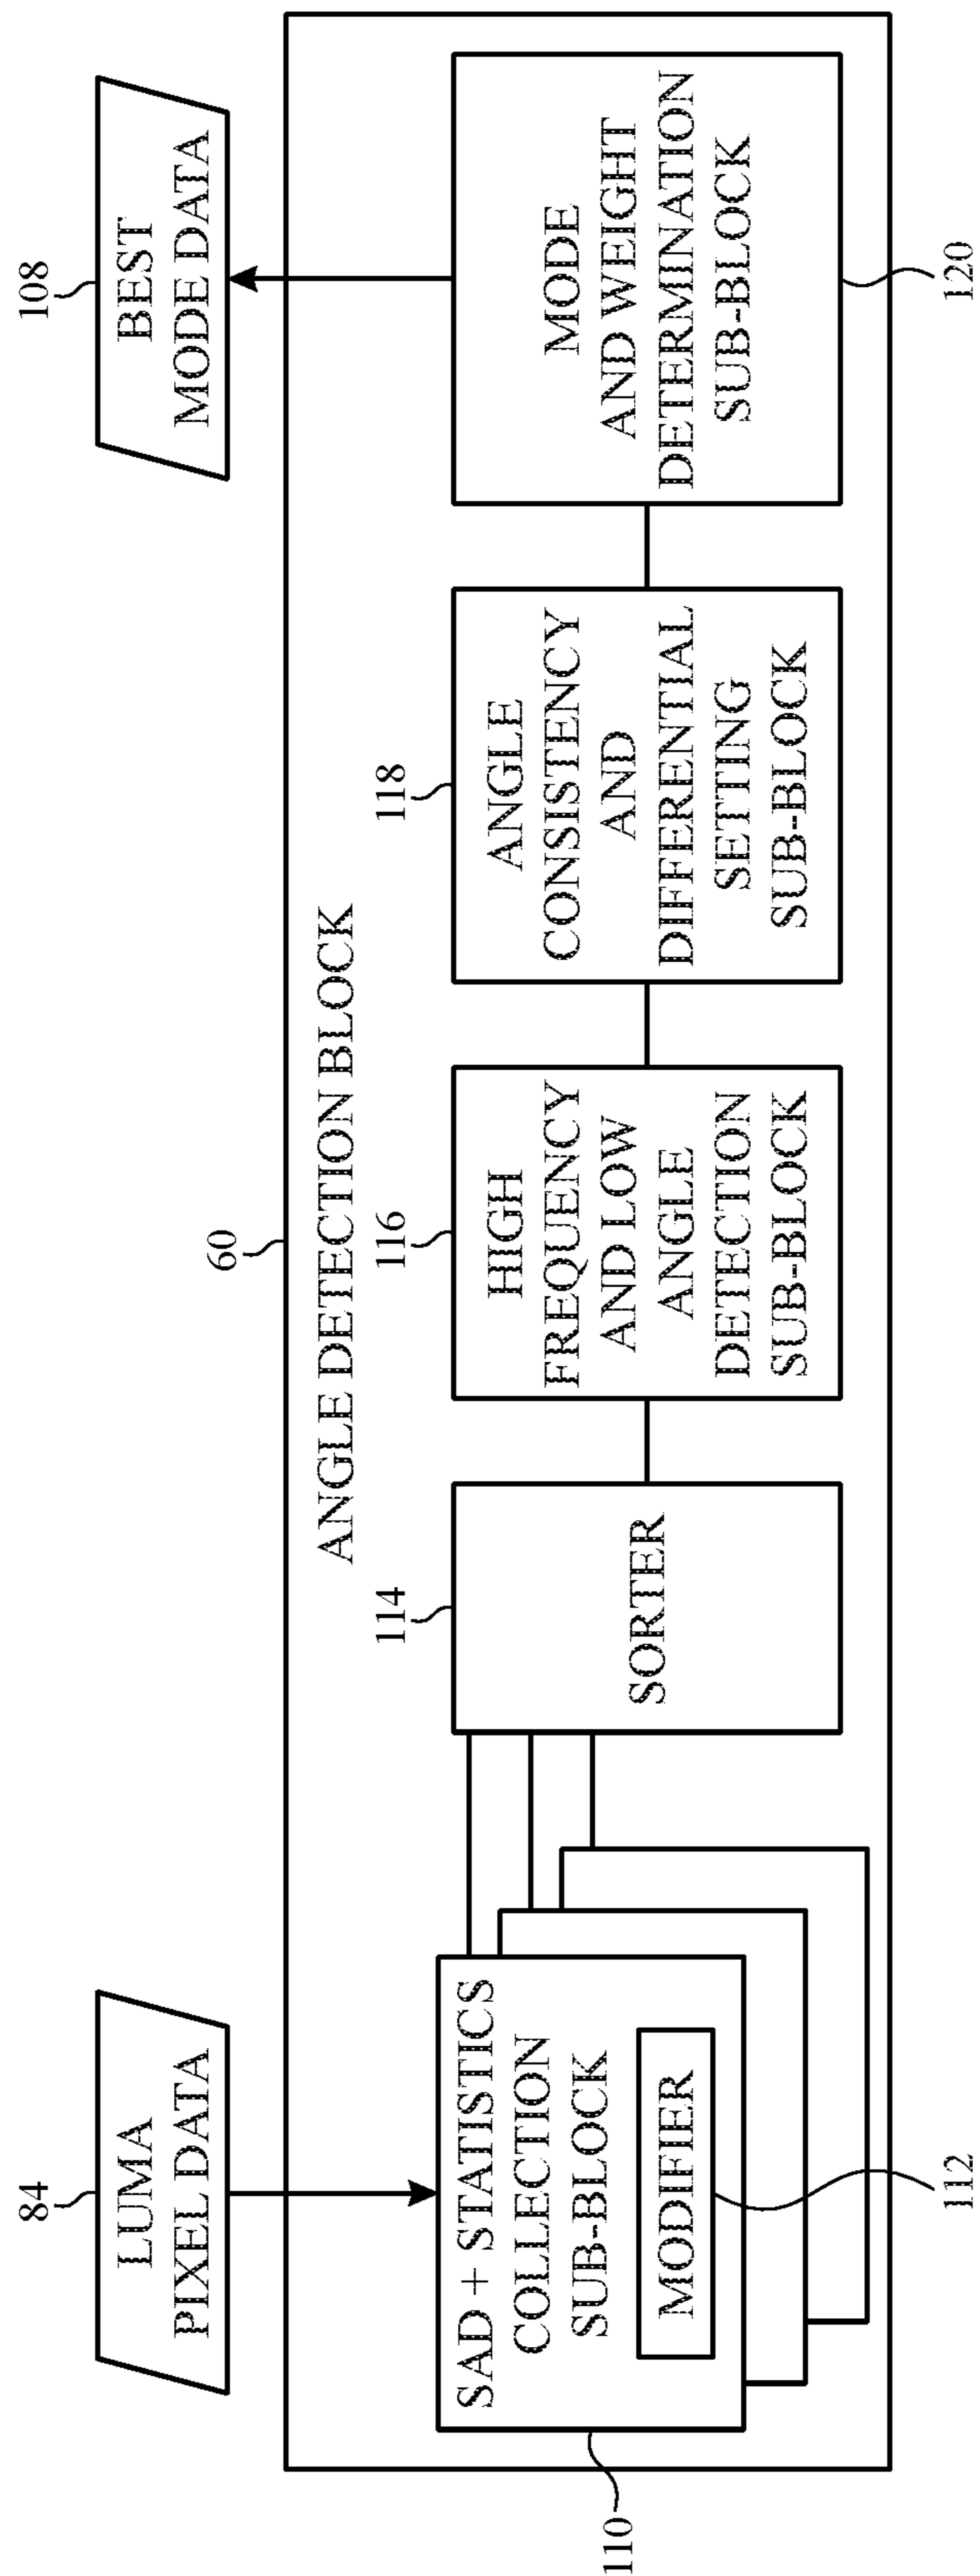 84
LUMA
PIXEL DATA
108
BEST
MODE DATA
60
ANGLE DETECTION BLOCK
110
SAD + STATISTICS
COLLECTION
SUB-BLOCK
MODIFIER
112
114
SORTER
116
HIGH
FREQUENCY
AND LOW
ANGLE
DETECTION
SUB-BLOCK
118
ANGLE
CONSISTENCY
AND
DIFFERENTIAL
SETTING
SUB-BLOCK
MODE
AND WEIGHT
DETERMINATION
SUB-BLOCK
120